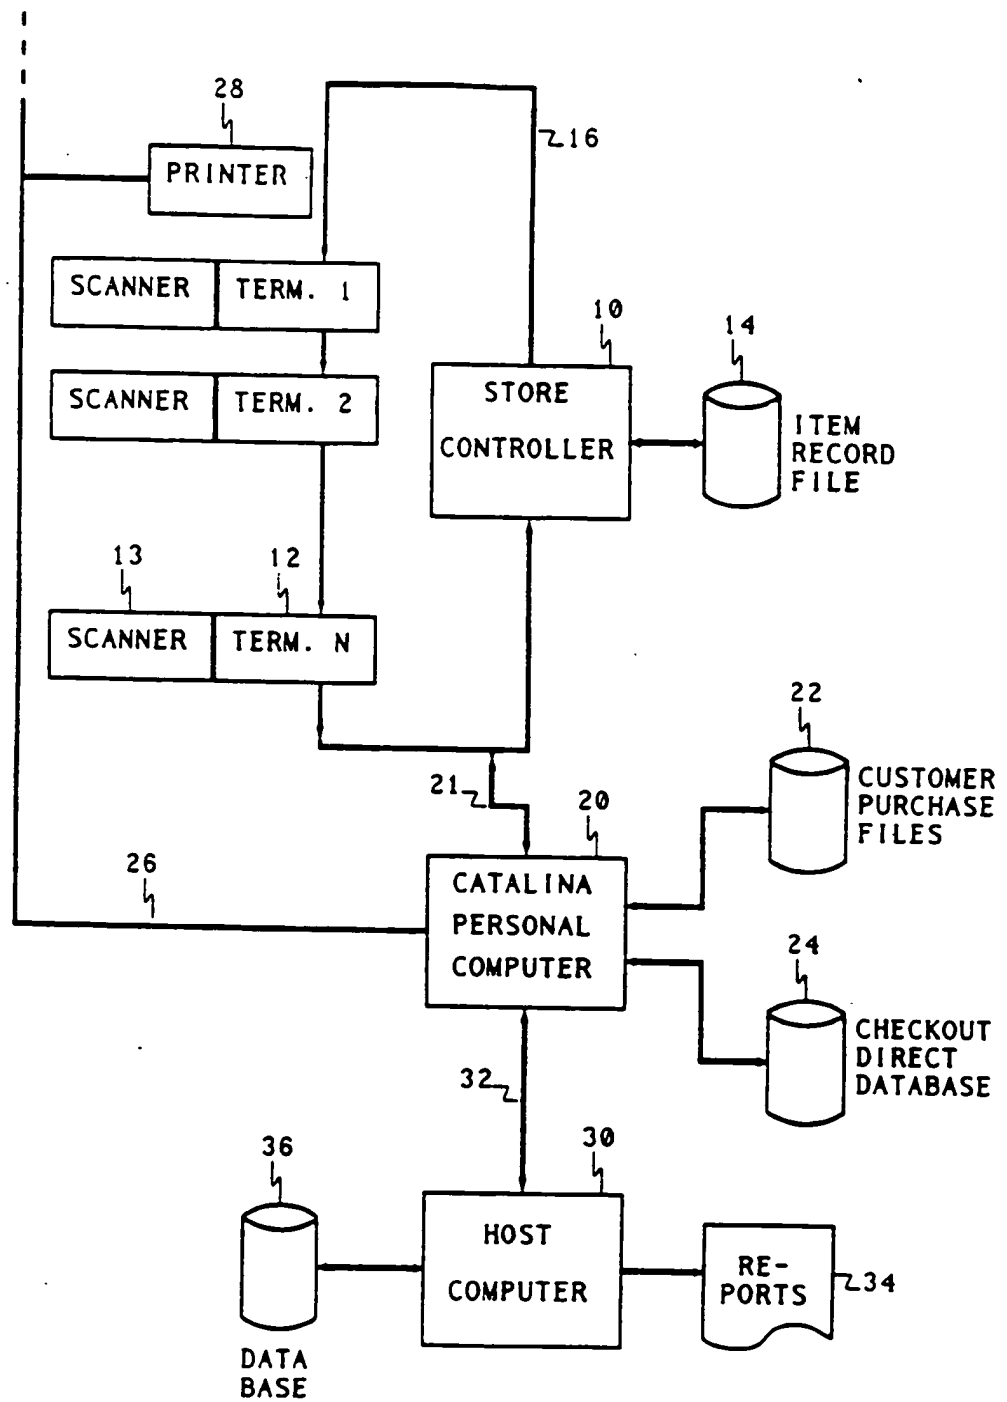 28
PRINTER
16
SCANNER TERM. 1
10
14
SCANNER TERM. 2
STORE
CONTROLLER
ITEM
RECORD
FILE
13
12
SCANNER TERM. N
22
CUSTOMER
PURCHASE
FILES
21
20
26
CATALINA
PERSONAL
COMPUTER
24
CHECKOUT
DIRECT
DATABASE
32
36
30
HOST
COMPUTER
RE-
PORTS
34
DATA
BASE